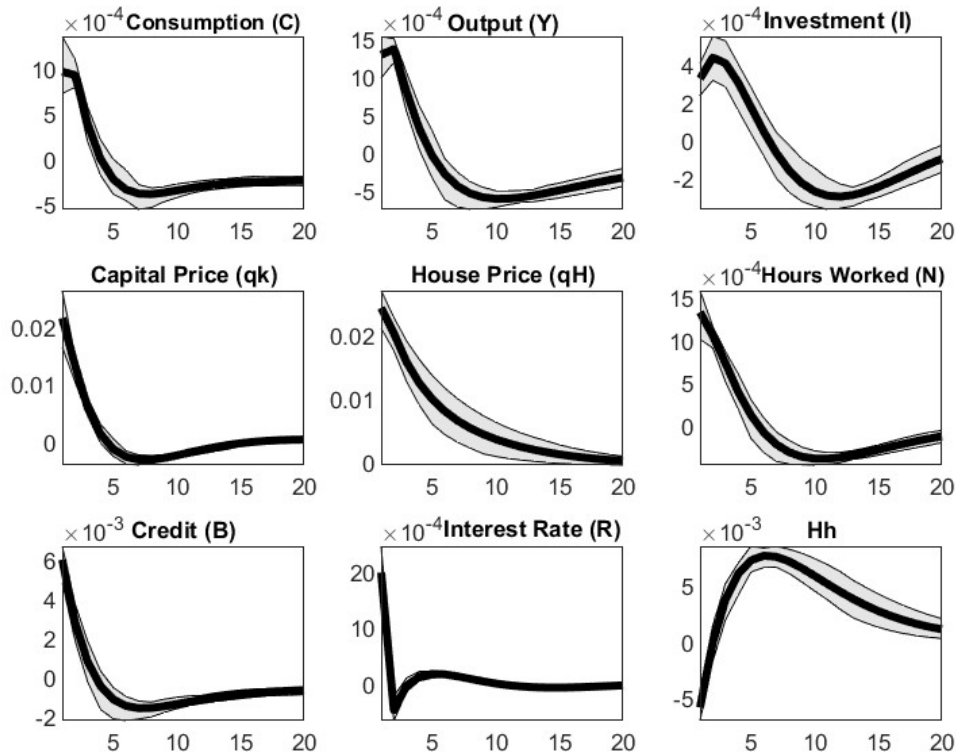 ×10⁻⁴ Consumption (C)
10
5
0
-5
5 10 15 20
×10⁻⁴ Output (Y)
15
10
5
0
-5
5 10 15 20
×10⁻⁴ Investment (I)
4
2
0
-2
5 10 15 20
Capital Price (qk)
0.02
0.01
0
5 10 15 20
House Price (qH)
0.02
0.01
0
5 10 15 20
×10⁻⁴ Hours Worked (N)
15
10
5
0
5 10 15 20
×10⁻³ Credit (B)
6
4
2
0
-2
5 10 15 20
×10⁻⁴ Interest Rate (R)
20
10
0
5 10 15 20
×10⁻³ Hh
5
0
-5
5 10 15 20